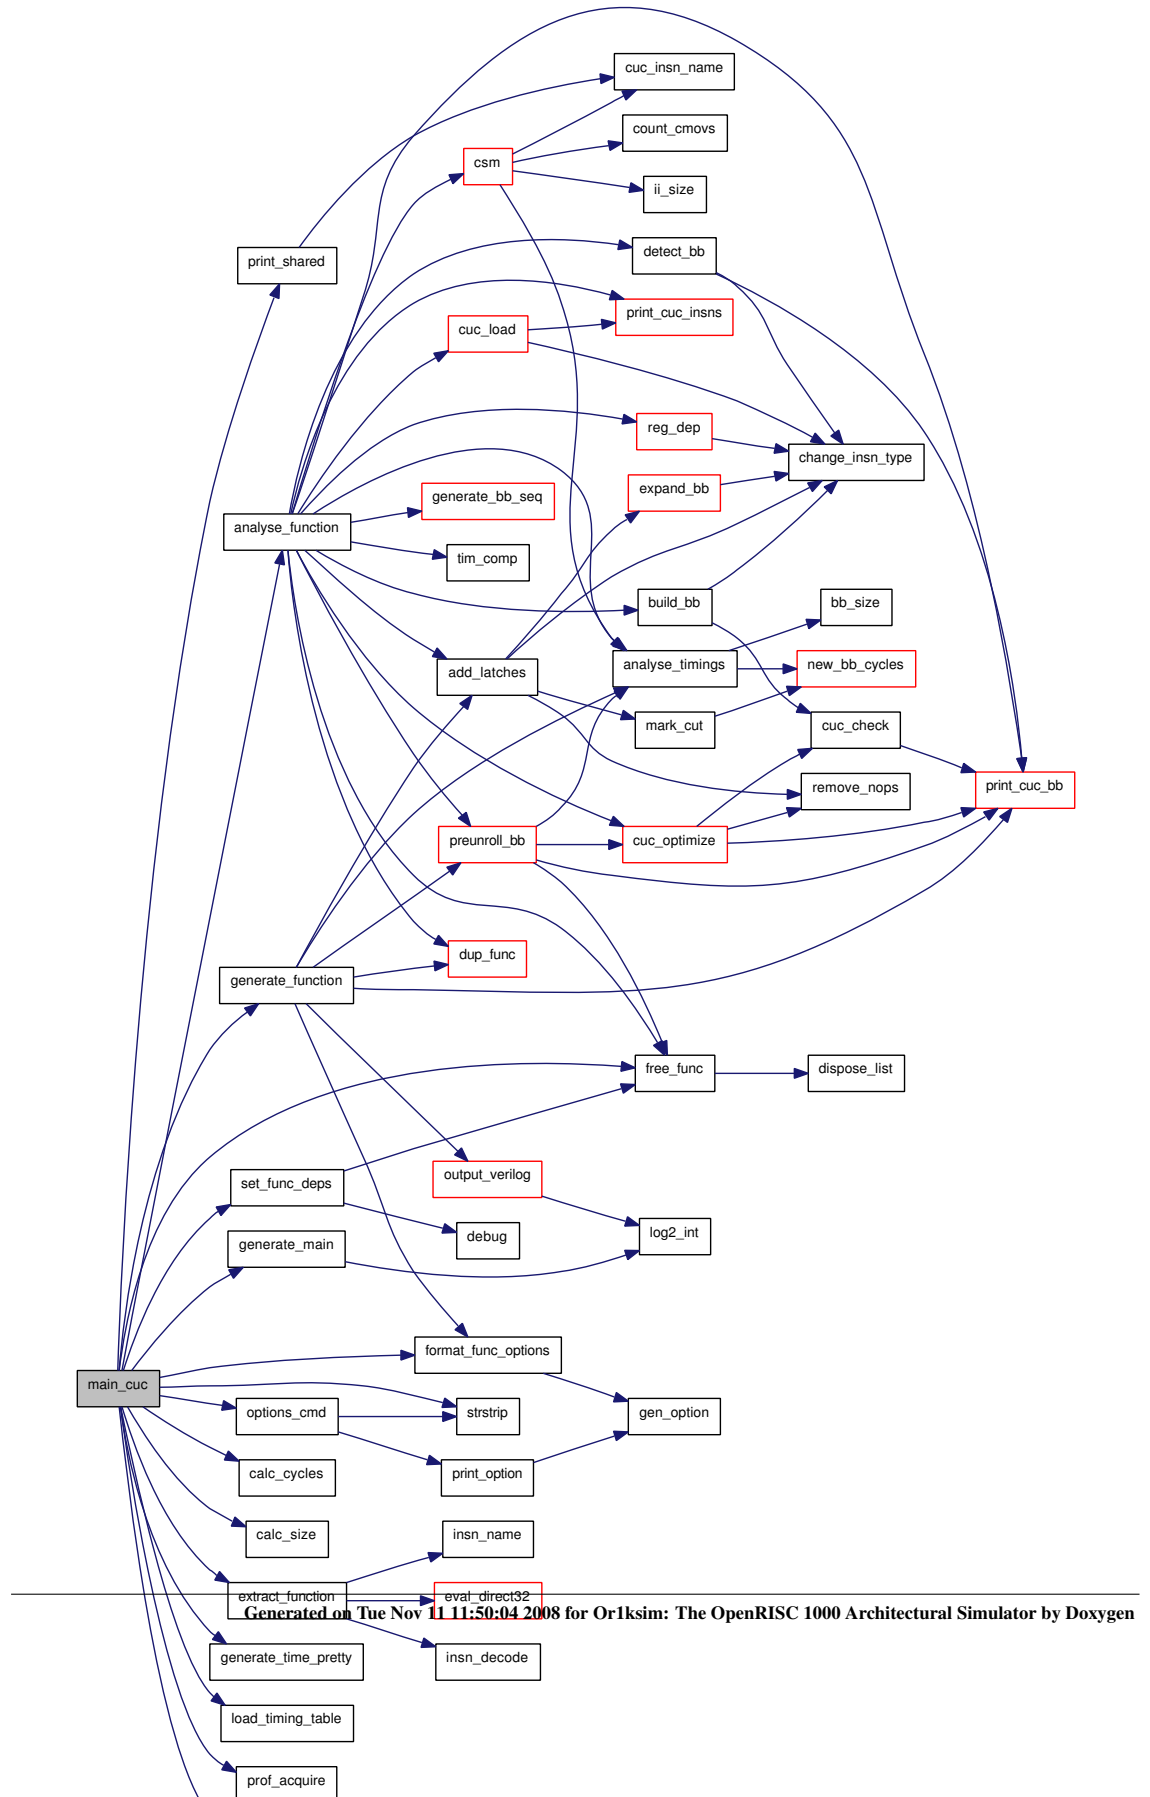 cuc_insn_name
count_cmovs
csm
ii_size
detect_bb
print_shared
print_cuc_insns
cuc_load
reg_dep
change_insn_type
expand_bb
generate_bb_seq
analyse_function
tim_comp
build_bb
bb_size
analyse_timings
new_bb_cycles
add_latches
mark_cut
cuc_check
print_cuc_bb
remove_nops
preunroll_bb
cuc_optimize
dup_func
generate_function
free_func
dispose_list
output_verilog
set_func_deps
log2_int
debug
generate_main
format_func_options
main_cuc
options_cmd
strstrip
gen_option
calc_cycles
print_option
calc_size
insn_name
extract_function
eval_direct32
Generated on Tue Nov 11 11:50:04 2008 for Or1ksim: The OpenRISC 1000 Architectural Simulator by Doxygen
generate_time_pretty
insn_decode
load_timing_table
prof_acquire